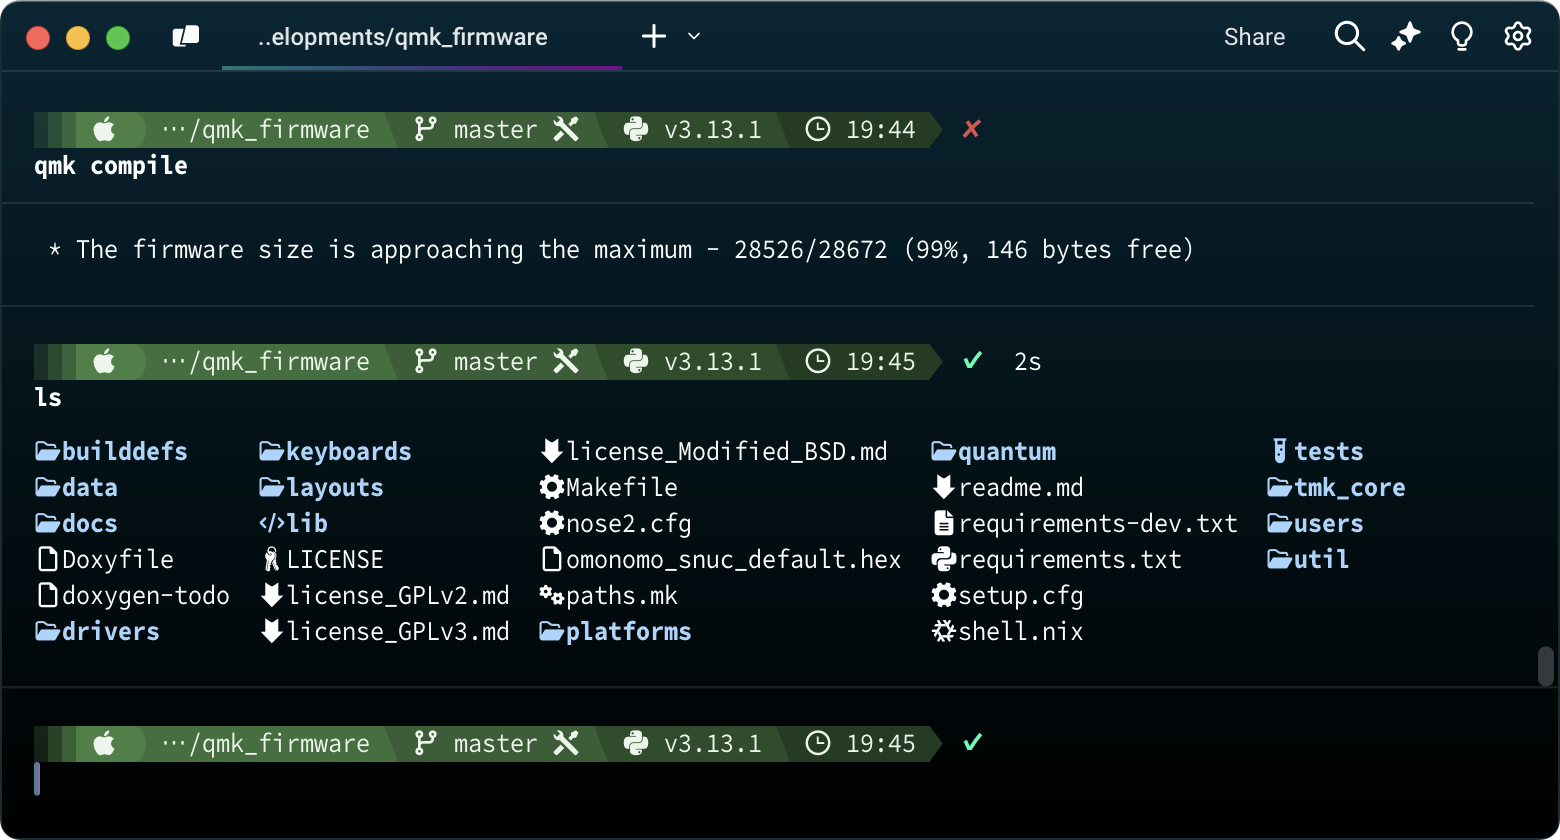 ..elopments/qmk_firmware Share
…/qmk_firmware master v3.13.1 19:44 ✘
qmk compile
* The firmware size is approaching the maximum - 28526/28672 (99%, 146 bytes free)
…/qmk_firmware master v3.13.1 19:45 ✔ 2s
ls
builddefs keyboards license_Modified_BSD.md quantum tests
data layouts Makefile readme.md tmk_core
docs lib nose2.cfg requirements-dev.txt users
Doxyfile LICENSE omonomo_snuc_default.hex requirements.txt util
doxygen-todo license_GPLv2.md paths.mk setup.cfg
drivers license_GPLv3.md platforms shell.nix
…/qmk_firmware master v3.13.1 19:45 ✔